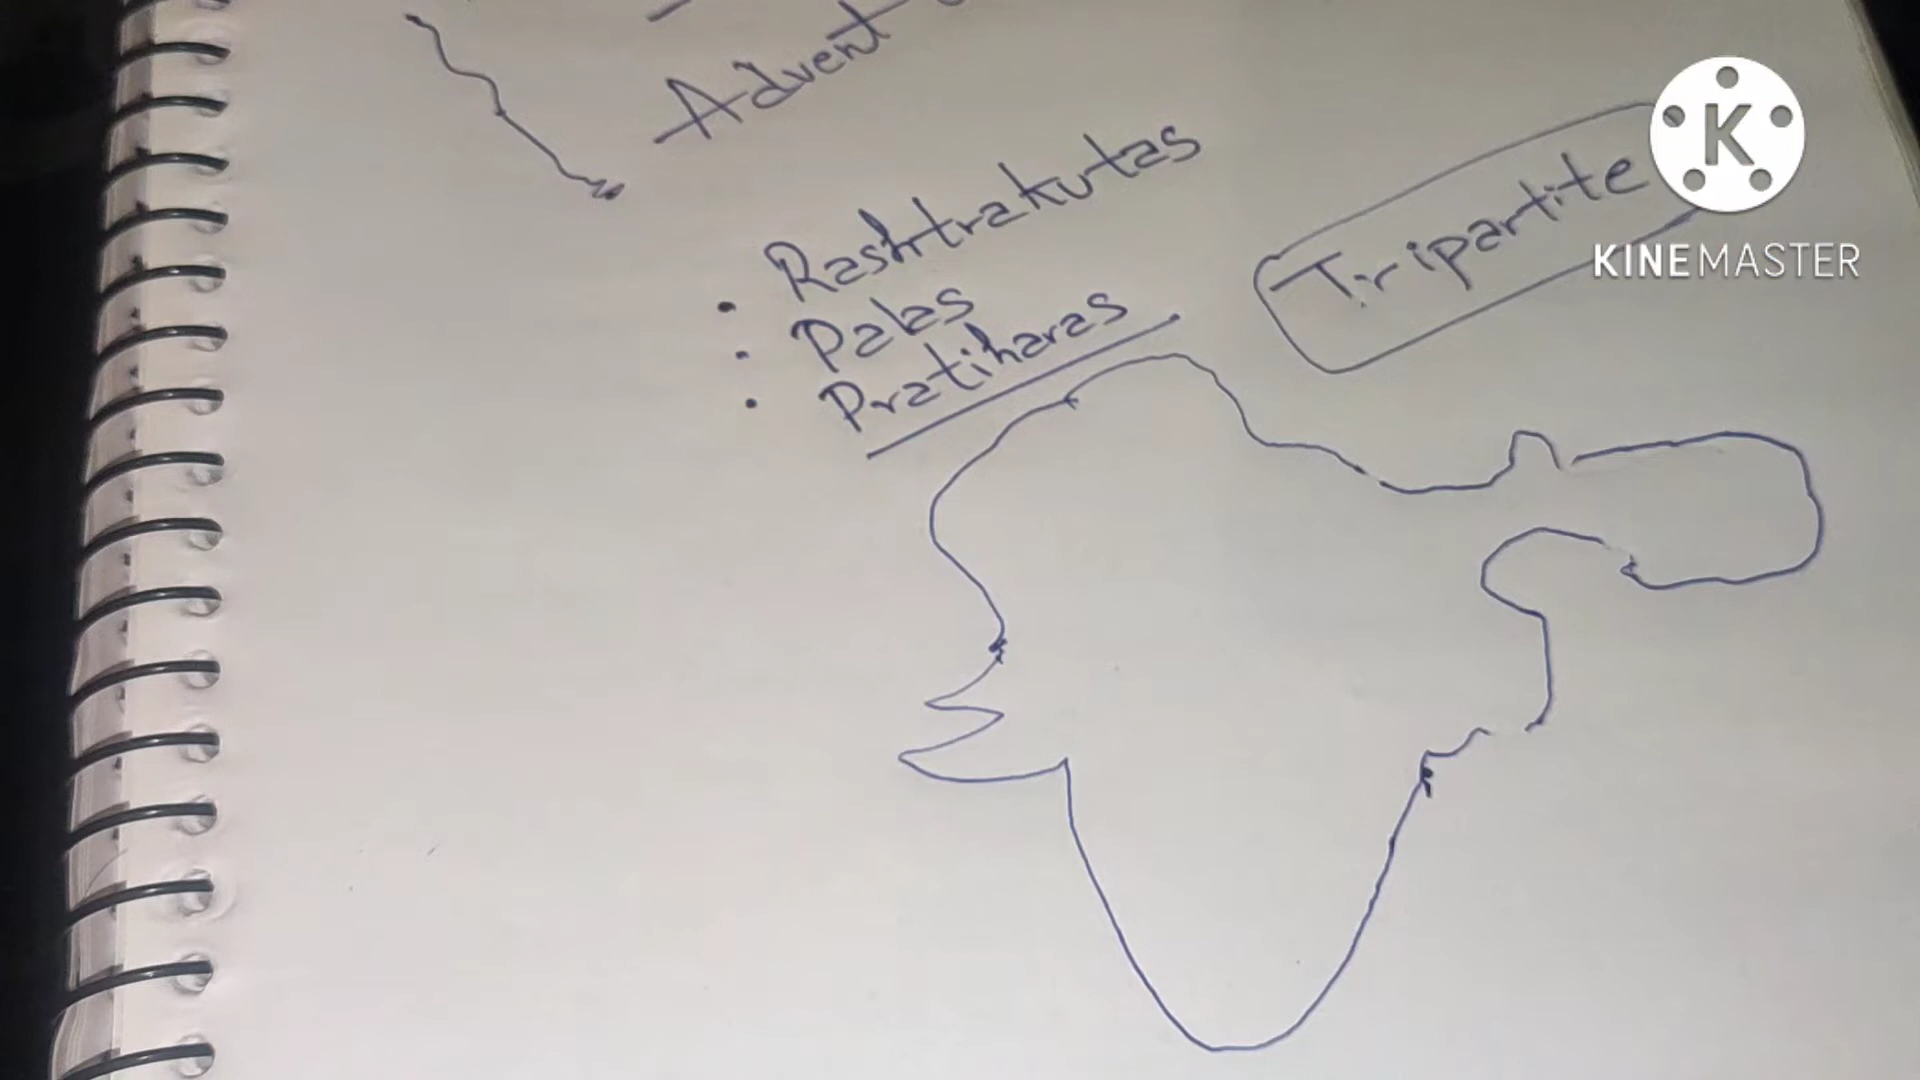 Advent
• Rashtrakutas
• Palas
• Pratiharas
Tripartite
KINEMASTER